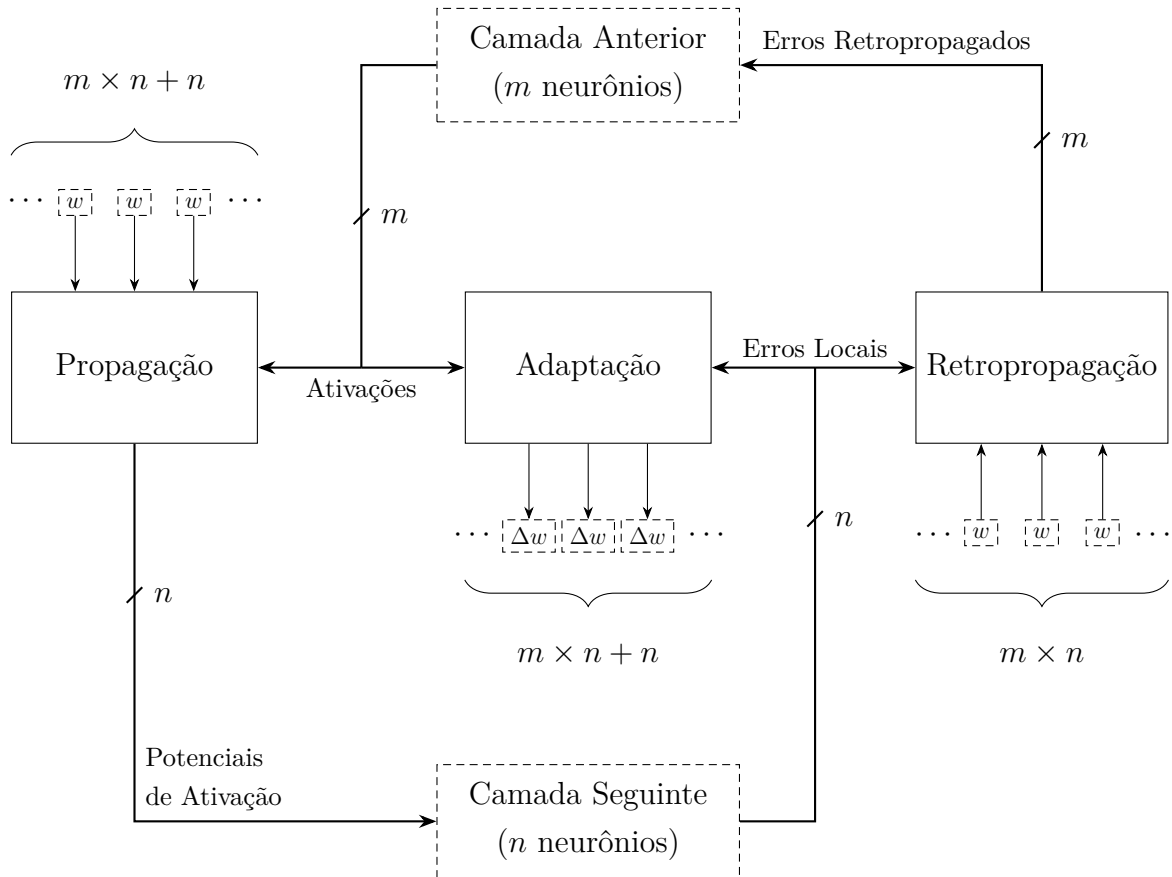 Camada Anterior
(m neurônios)
Erros Retropropagados
m × n + n
m
· · · w w w · · ·
m
Propagação
Ativações
Adaptação
Erros Locais
Retropropagação
· · · Δw Δw Δw · · ·
n
· · · w w w · · ·
n
m × n + n
m × n
Potenciais
de Ativação
Camada Seguinte
(n neurônios)